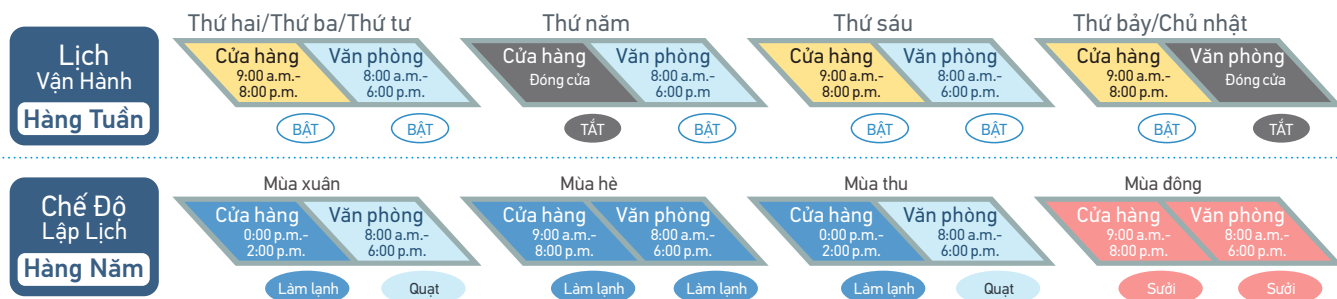 Lịch
Vận Hành
Hàng Tuần
Thứ hai/Thứ ba/Thứ tư
Cửa hàng
9:00 a.m.-
8:00 p.m.
Văn phòng
8:00 a.m.-
6:00 p.m.
BẬT
BẬT
Thứ năm
Cửa hàng
Đóng cửa
Văn phòng
8:00 a.m.-
6:00 p.m
TẮT
BẬT
Thứ sáu
Cửa hàng
9:00 a.m.-
8:00 p.m.
Văn phòng
8:00 a.m.-
6:00 p.m.
BẬT
BẬT
Thứ bảy/Chủ nhật
Cửa hàng
9:00 a.m.-
8:00 p.m.
Văn phòng
Đóng cửa
BẬT
TẮT
Chế Độ
Lập Lịch
Hàng Năm
Mùa xuân
Cửa hàng
0:00 p.m.-
2:00 p.m.
Văn phòng
8:00 a.m.-
6:00 p.m.
Làm lạnh
Quạt
Mùa hè
Cửa hàng
9:00 a.m.-
8:00 p.m.
Văn phòng
8:00 a.m.-
6:00 p.m.
Làm lạnh
Làm lạnh
Mùa thu
Cửa hàng
0:00 p.m.-
2:00 p.m.
Văn phòng
8:00 a.m.-
6:00 p.m.
Làm lạnh
Quạt
Mùa đông
Cửa hàng
9:00 a.m.-
8:00 p.m.
Văn phòng
8:00 a.m.-
6:00 p.m.
Sưởi
Sưởi